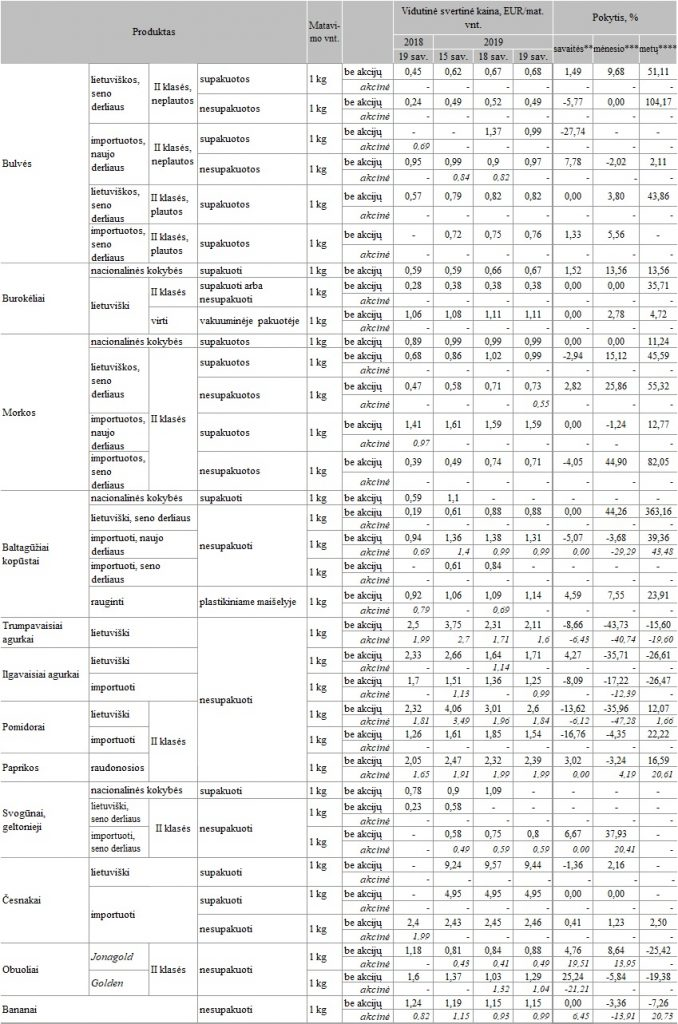 Produktas Matavi-mo vnt. Vidutinė svertinė kaina, EUR/mat. vnt. Pokytis, %
2018 2019 savaitės** mėnesio*** metų****
19 sav. 15 sav. 18 sav. 19 sav.
Bulvės lietuviškos, seno derliaus II klasės, neplautos supakuotos 1 kg be akcijų 0,45 0,62 0,67 0,68 1,49 9,68 51,11
akcinė - - - - - - -
nesupakuotos 1 kg be akcijų 0,24 0,49 0,52 0,49 -5,77 0,00 104,17
akcinė - - - - - - -
importuotos, naujo derliaus II klasės, neplautos supakuotos 1 kg be akcijų - - 1,37 0,99 -27,74 - -
akcinė 0,69 - - - - - -
nesupakuotos 1 kg be akcijų 0,95 0,99 0,9 0,97 7,78 -2,02 2,11
akcinė - 0,84 0,82 - - - -
lietuviškos, seno derliaus II klasės, plautos supakuotos 1 kg be akcijų 0,57 0,79 0,82 0,82 0,00 3,80 43,86
akcinė - - - - - - -
importuotos, seno derliaus II klasės, plautos supakuotos 1 kg be akcijų - 0,72 0,75 0,76 1,33 5,56 -
akcinė - - - - - - -
Burokėliai nacionalinės kokybės supakuoti 1 kg be akcijų 0,59 0,59 0,66 0,67 1,52 13,56 13,56
lietuviški II klasės supakuoti arba nesupakuoti 1 kg be akcijų 0,28 0,38 0,38 0,38 0,00 0,00 35,71
akcinė - - - - - - -
virti vakuuminėje pakuotėje 1 kg be akcijų 1,06 1,08 1,11 1,11 0,00 2,78 4,72
akcinė - - - - - - -
Morkos nacionalinės kokybės supakuotos 1 kg be akcijų 0,89 0,99 0,99 0,99 0,00 0,00 11,24
lietuviškos, seno derliaus II klasės supakuotos 1 kg be akcijų 0,68 0,86 1,02 0,99 -2,94 15,12 45,59
akcinė - - - - - - -
nesupakuotos 1 kg be akcijų 0,47 0,58 0,71 0,73 2,82 25,86 55,32
akcinė - - - 0,55 - - -
importuotos, naujo derliaus supakuotos 1 kg be akcijų 1,41 1,61 1,59 1,59 0,00 -1,24 12,77
akcinė 0,97 - - - - - -
importuotos, seno derliaus nesupakuotos 1 kg be akcijų 0,39 0,49 0,74 0,71 -4,05 44,90 82,05
akcinė - - - - - - -
Baltagūžiai kopūstai nacionalinės kokybės supakuoti 1 kg be akcijų 0,59 1,1 - - - - -
lietuviški, seno derliaus nesupakuoti 1 kg be akcijų 0,19 0,61 0,88 0,88 0,00 44,26 363,16
akcinė - - - - - - -
importuoti, naujo derliaus 1 kg be akcijų 0,94 1,36 1,38 1,31 -5,07 -3,68 39,36
akcinė 0,69 1,4 0,99 0,99 0,00 -29,29 43,48
importuoti, seno derliaus 1 kg be akcijų - 0,61 0,84 - - - -
akcinė - - - - - - -
rauginti plastikiniame maišelyje 1 kg be akcijų 0,92 1,06 1,09 1,14 4,59 7,55 23,91
akcinė 0,79 - 0,69 - - - -
Trumpavaisiai agurkai lietuviški nesupakuoti 1 kg be akcijų 2,5 3,75 2,31 2,11 -8,66 -43,73 -15,60
akcinė 1,99 2,7 1,71 1,6 -6,43 -40,74 -19,60
Ilgavaisiai agurkai lietuviški 1 kg be akcijų 2,33 2,66 1,64 1,71 4,27 -35,71 -26,61
akcinė - - 1,14 - - - -
importuoti 1 kg be akcijų 1,7 1,51 1,36 1,25 -8,09 -17,22 -26,47
akcinė - 1,13 - 0,99 - -12,39 -
Pomidorai lietuviški II klasės 1 kg be akcijų 2,32 4,06 3,01 2,6 -13,62 -35,96 12,07
akcinė 1,81 3,49 1,96 1,84 -6,12 -47,28 1,66
importuoti 1 kg be akcijų 1,26 1,61 1,85 1,54 -16,76 -4,35 22,22
akcinė - - - - - - -
Paprikos raudonosios 1 kg be akcijų 2,05 2,47 2,32 2,39 3,02 -3,24 16,59
akcinė 1,65 1,91 1,99 1,99 0,00 4,19 20,61
Svogūnai, geltonieji nacionalinės kokybės supakuoti 1 kg be akcijų 0,78 0,9 1,09 - - - -
lietuviški, seno derliaus II klasės nesupakuoti 1 kg be akcijų 0,23 0,58 - - - - -
akcinė - - - - - - -
importuoti, seno derliaus 1 kg be akcijų - 0,58 0,75 0,8 6,67 37,93 -
akcinė - 0,49 0,59 0,59 0,00 20,41 -
Česnakai lietuviški supakuoti 1 kg be akcijų - 9,24 9,57 9,44 -1,36 2,16 -
akcinė - - - - - - -
importuoti supakuoti 1 kg be akcijų - 4,95 4,95 4,95 0,00 0,00 -
akcinė - - - - - - -
nesupakuoti 1 kg be akcijų 2,4 2,43 2,45 2,46 0,41 1,23 2,50
akcinė 1,99 - - - - - -
Obuoliai Jonagold II klasės nesupakuoti 1 kg be akcijų 1,18 0,81 0,84 0,88 4,76 8,64 -25,42
akcinė - 0,43 0,41 0,49 19,51 13,95 -
Golden 1 kg be akcijų 1,6 1,37 1,03 1,29 25,24 -5,84 -19,38
akcinė - - 1,32 1,04 -21,21 - -
Bananai nesupakuoti 1 kg be akcijų 1,24 1,19 1,15 1,15 0,00 -3,36 -7,26
akcinė 0,82 1,15 0,93 0,99 6,45 -13,91 20,73